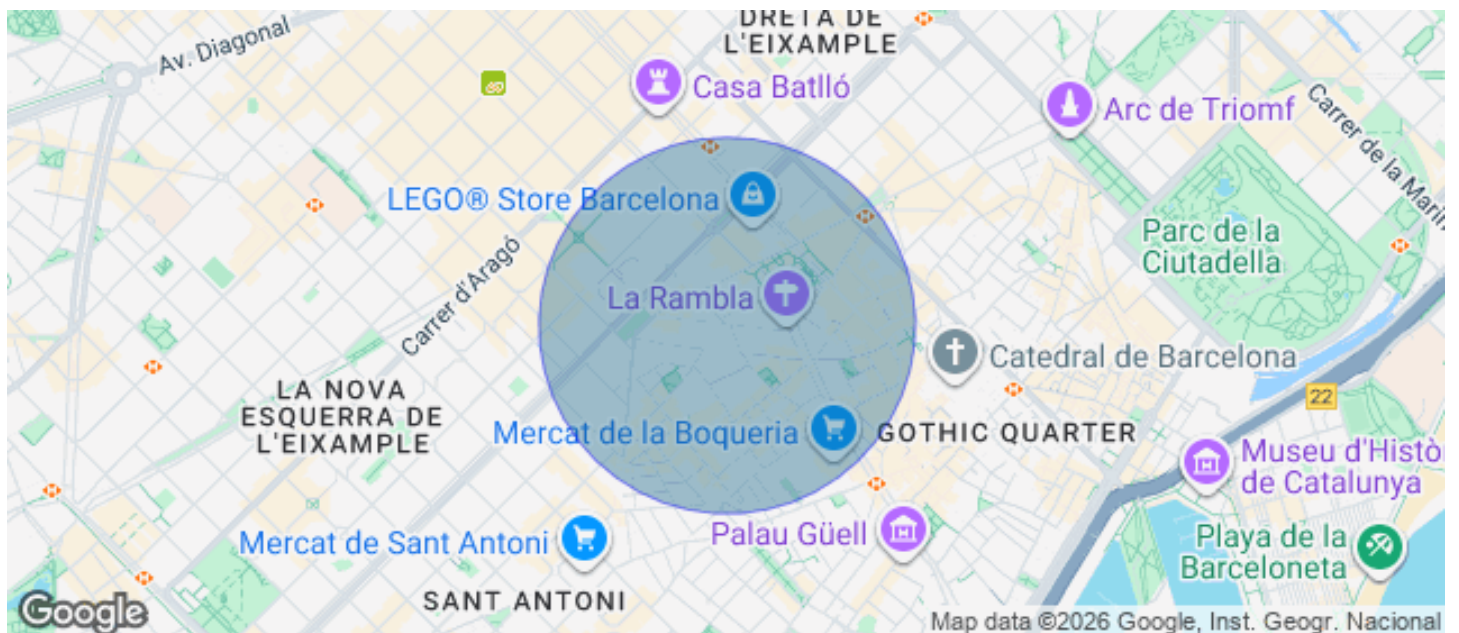 DRETA DE
L'EIXAMPLE
Av. Diagonal
Casa Batlló
Arc de Triomf
Carrer de la Marin
LEGO® Store Barcelona
Parc de la
Ciutadella
Carrer d'Aragó
La Rambla
Catedral de Barcelona
LA NOVA
ESQUERRA DE
L'EIXAMPLE
22
Mercat de la Boqueria
GOTHIC QUARTER
Museu d'Històr
de Catalunya
Mercat de Sant Antoni
Palau Güell
Playa de la
Barceloneta
SANT ANTONI
Google
Map data ©2026 Google, Inst. Geogr. Nacional